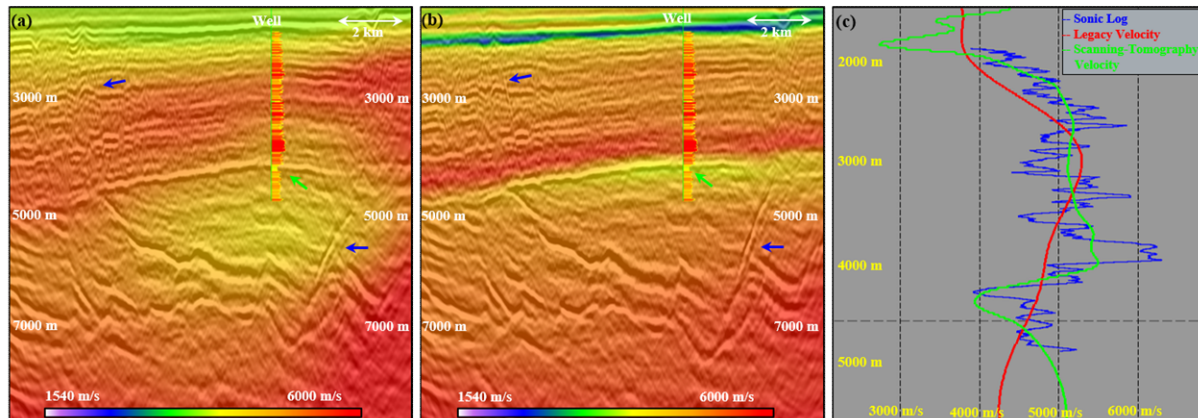 (a)
Well
2 km
3000 m
3000 m
5000 m
5000 m
7000 m
7000 m
1540 m/s
6000 m/s
(b)
Well
2 km
3000 m
3000 m
5000 m
5000 m
7000 m
7000 m
1540 m/s
6000 m/s
(c)
Sonic Log
Legacy Velocity
Scanning-Tomography
Velocity
2000 m
3000 m
4000 m
5000 m
3000 m/s
4000 m/s
5000 m/s
6000 m/s